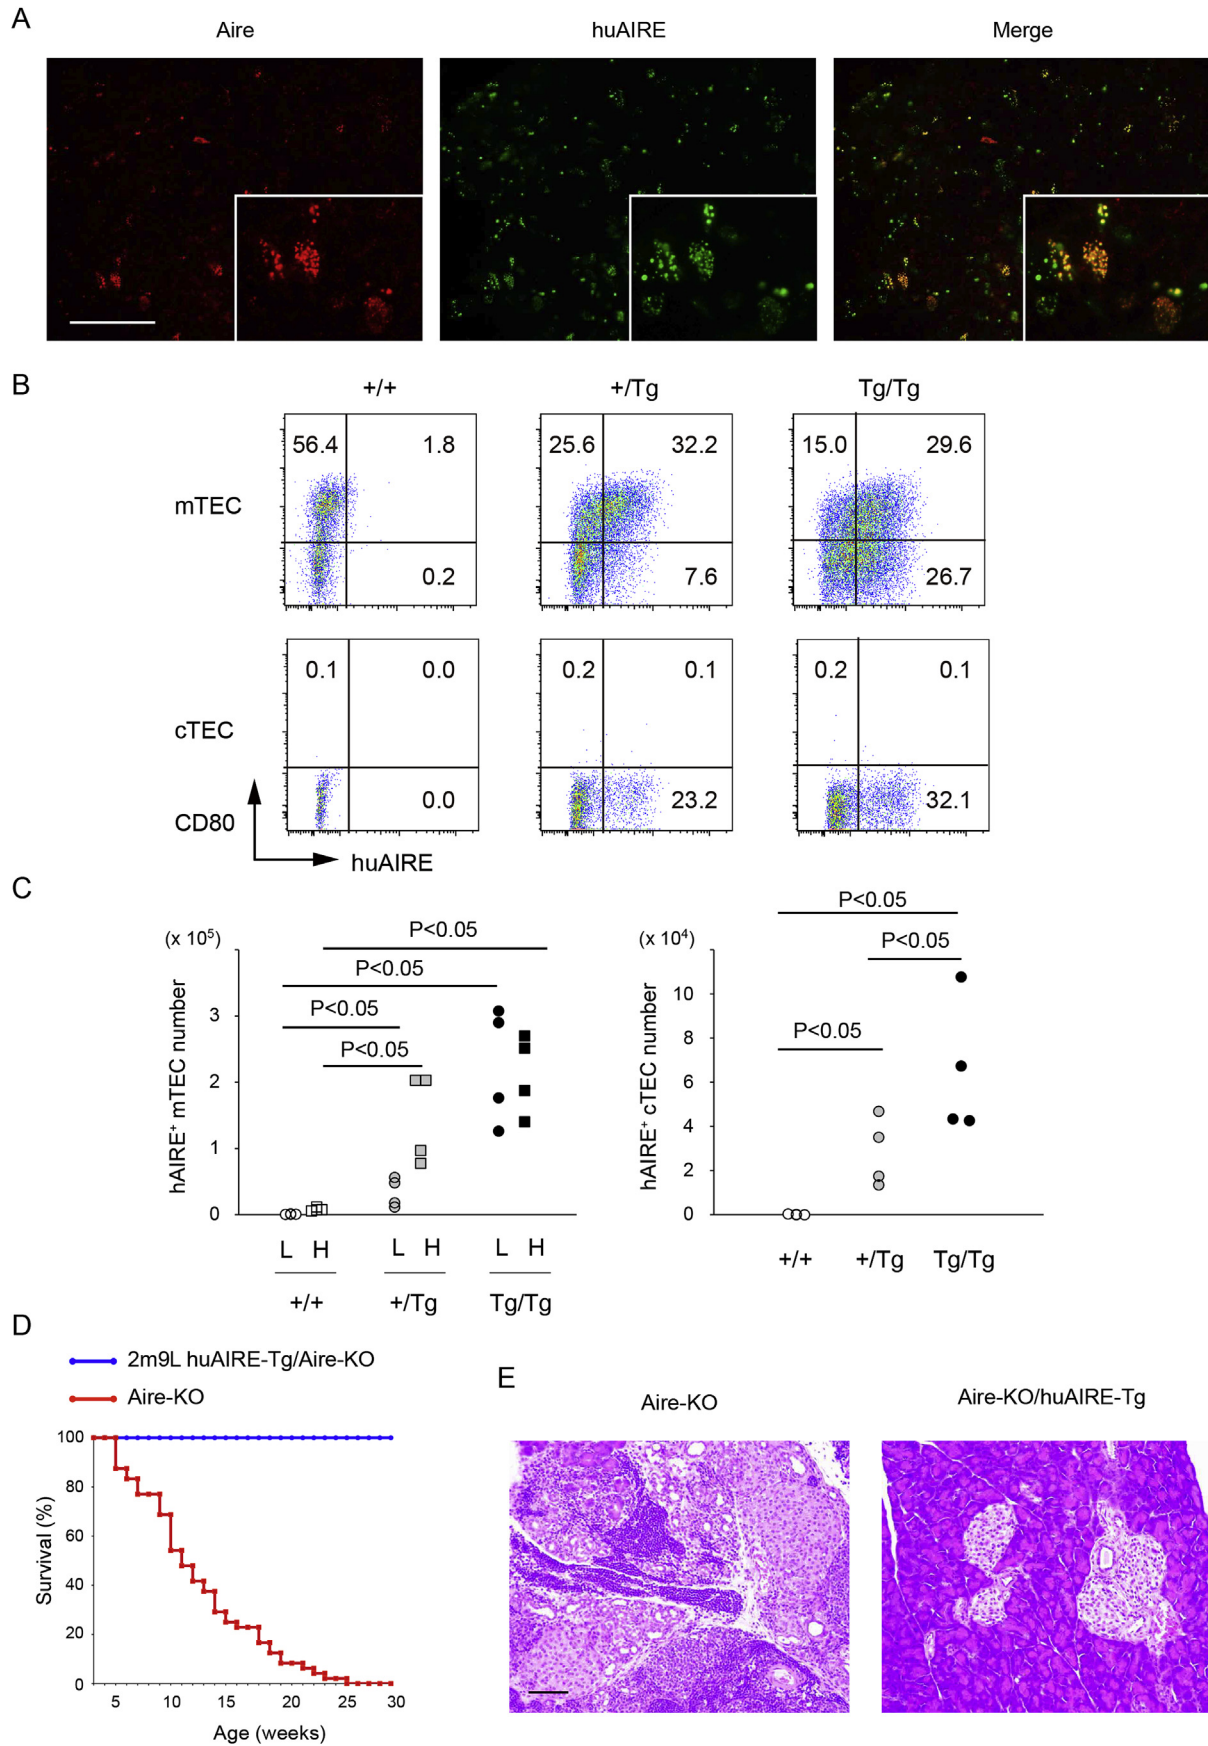 A
Aire huAIRE Merge
B
+/+ +/Tg Tg/Tg
56.4 1.8 25.6 32.2 15.0 29.6
mTEC
0.2 7.6 26.7
0.1 0.0 0.2 0.1 0.2 0.1
cTEC
0.0 23.2 32.1
CD80
huAIRE
C
P<0.05
(x 10⁵) P<0.05 (x 10⁴) P<0.05
P<0.05
P<0.05 P<0.05
P<0.05
hAIRE⁺ mTEC number
3
2
1
0
L H L H L H
+/+ +/Tg Tg/Tg
hAIRE⁺ cTEC number
10
8
6
4
2
0
+/+ +/Tg Tg/Tg
D
2m9L huAIRE-Tg/Aire-KO
Aire-KO
Survival (%)
100
80
60
40
20
0
5 10 15 20 25 30
Age (weeks)
E
Aire-KO Aire-KO/huAIRE-Tg